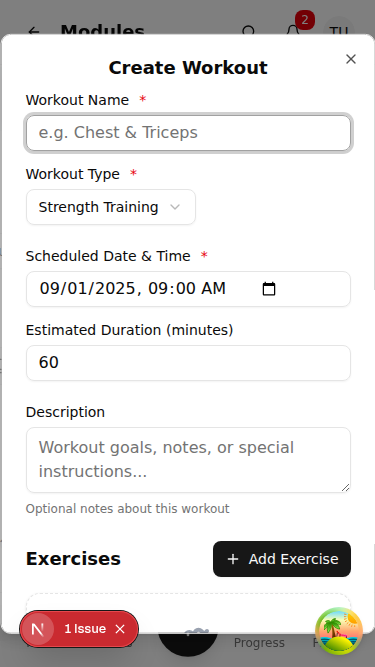 Modules
2
TU
Create Workout
Workout Name *
e.g. Chest & Triceps
Workout Type *
Strength Training
Scheduled Date & Time *
09/01/2025, 09:00 AM
Estimated Duration (minutes)
60
Description
Workout goals, notes, or special
instructions...
Optional notes about this workout
Exercises
Add Exercise
N
1 Issue
Progress